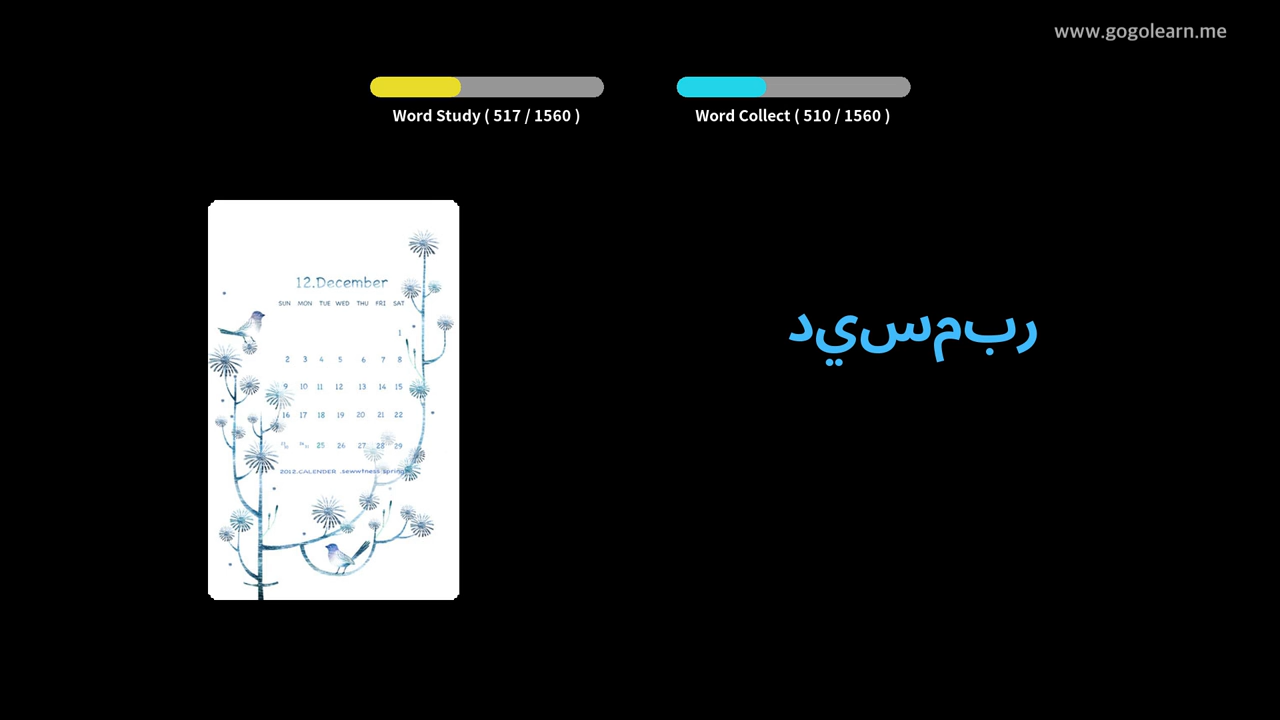 www.gogolearn.me
Word Study ( 517 / 1560 )
Word Collect ( 510 / 1560 )
12.December
SUN MON TUE WED THU FRI SAT
1
2 3 4 5 6 7 8
9 10 11 12 13 14 15
16 17 18 19 20 21 22
25 26 27 28 29
2012.CALENDER .sewwtness spring
ديسمبر